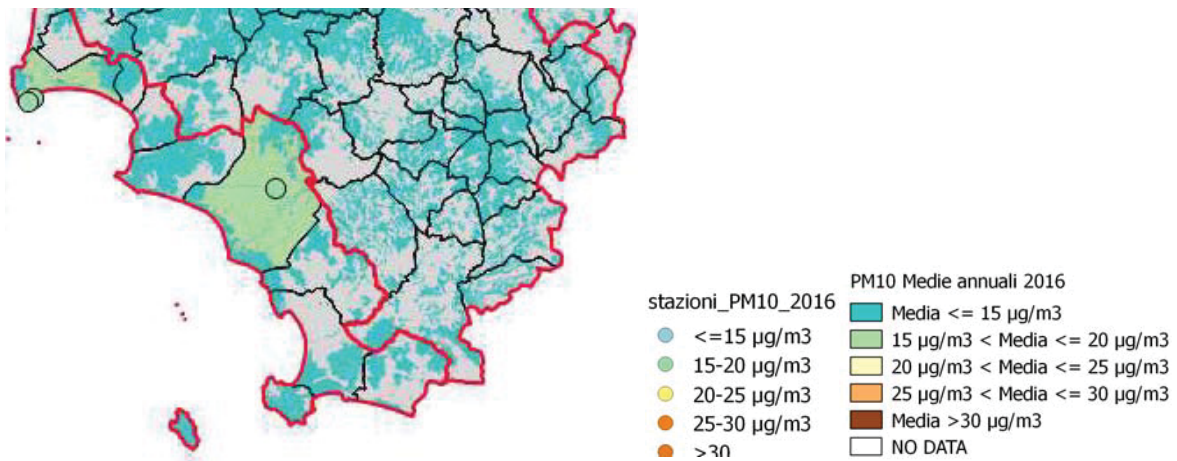 stazioni_PM10_2016
<=15 µg/m3
15-20 µg/m3
20-25 µg/m3
25-30 µg/m3
>30
PM10 Medie annuali 2016
Media <= 15 µg/m3
15 µg/m3 < Media <= 20 µg/m3
20 µg/m3 < Media <= 25 µg/m3
25 µg/m3 < Media <= 30 µg/m3
Media >30 µg/m3
NO DATA